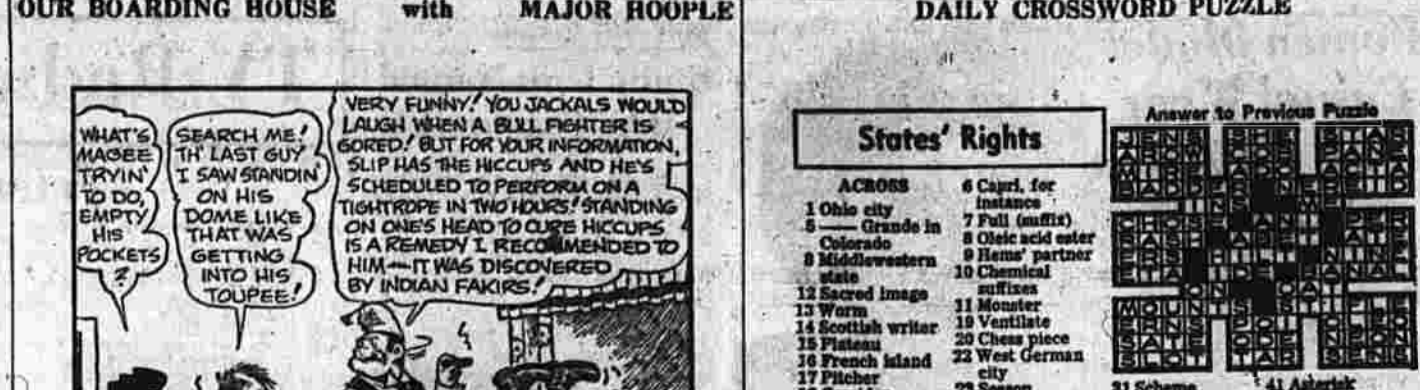 OUR BOARDING HOUSE with MAJOR HOOPLE
WHAT'S
MAGEE
TRYIN'
TO DO,
EMPTY
HIS
POCKETS
?
SEARCH ME!
TH' LAST GUY
I SAW STANDIN'
ON HIS
DOME LIKE
THAT WAS
GETTING
INTO HIS
TOUPEE!
VERY FUNNY! YOU JACKALS WOULD
LAUGH WHEN A BULL FIGHTER IS
GORED! BUT FOR YOUR INFORMATION,
SLIP HAS THE HICCUPS AND HE'S
SCHEDULED TO PERFORM ON A
TIGHTROPE IN TWO HOURS! STANDING
ON ONE'S HEAD TO CURE HICCUPS
IS A REMEDY I RECOMMENDED TO
HIM—IT WAS DISCOVERED
BY INDIAN FAKIRS!
DAILY CROSSWORD PUZZLE
States' Rights
ACROSS
1 Ohio city
5 —— Grande in
Colorado
8 Middlewestern
state
12 Sacred image
13 Worm
14 Scottish writer
15 Plateau
16 French island
17 Pitcher
6 Capri, for
instance
7 Full (suffix)
8 Oleic acid ester
9 Hems' partner
10 Chemical
suffixes
11 Monster
19 Ventilate
20 Chess piece
22 West German
city
23 Season
Answer to Previous Puzzle
31 Scheme